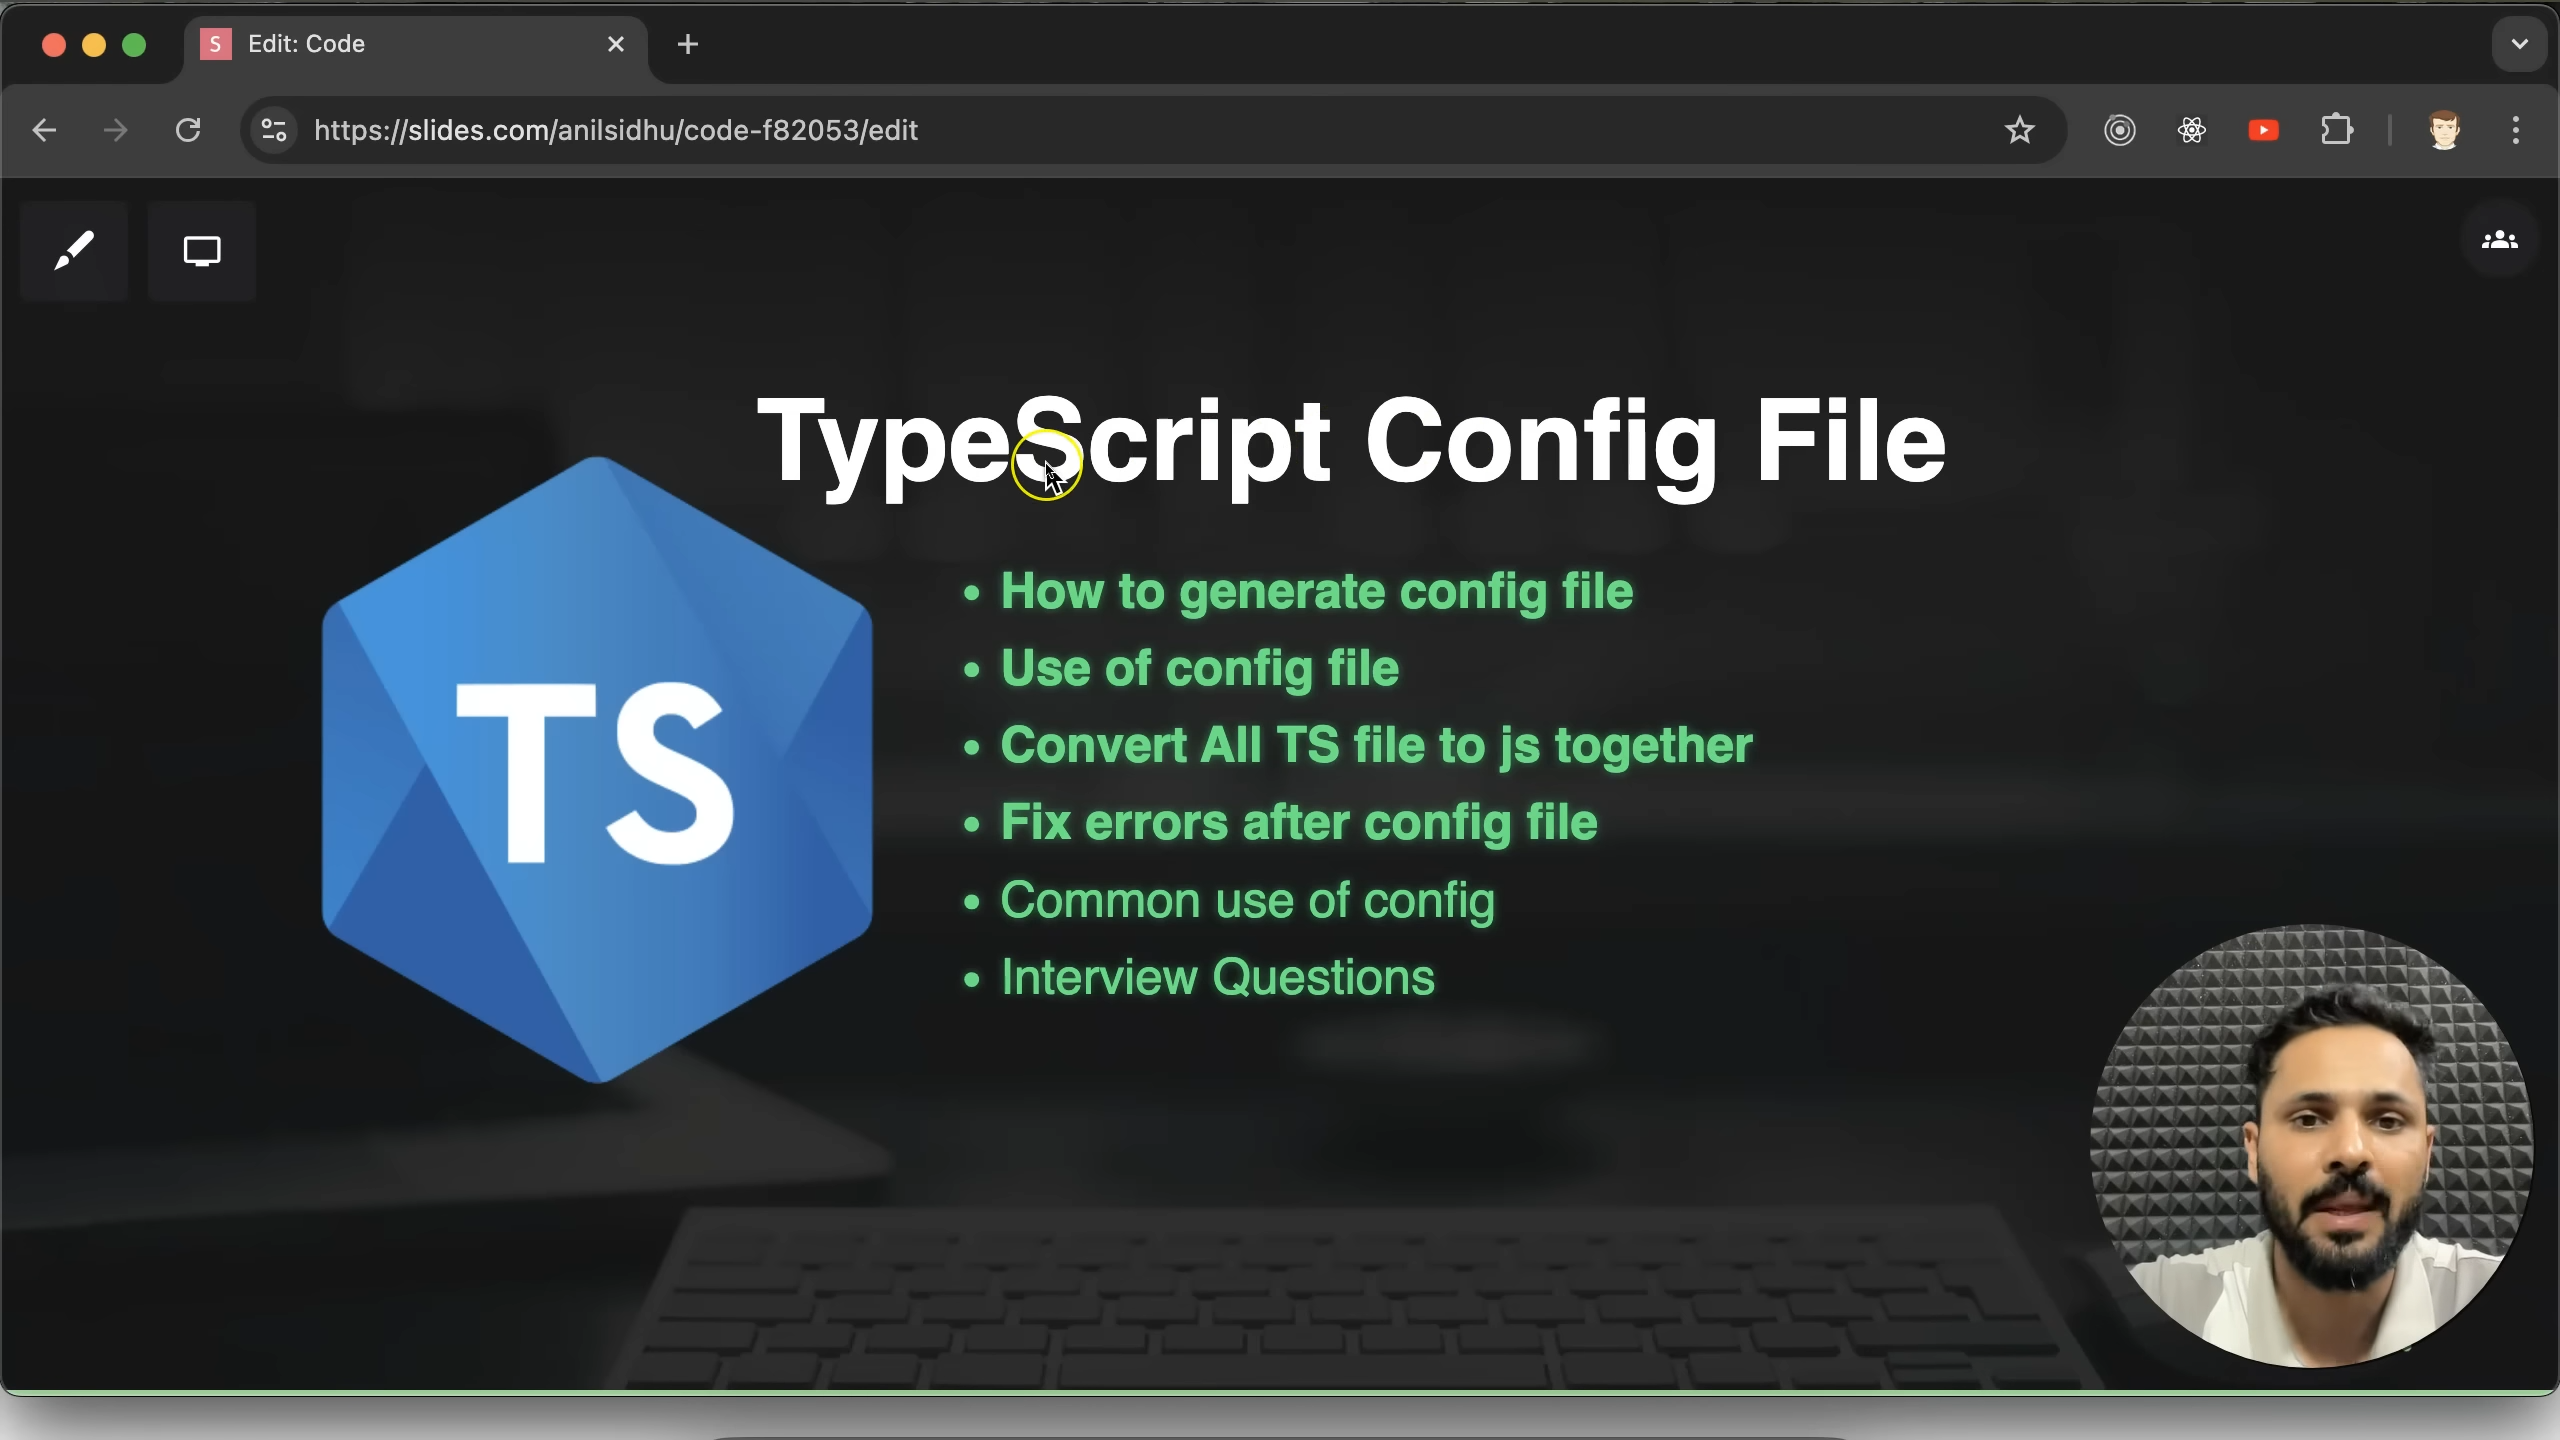 S Edit: Code
https://slides.com/anilsidhu/code-f82053/edit
TypeScript Config File
TS
• How to generate config file
• Use of config file
• Convert All TS file to js together
• Fix errors after config file
• Common use of config
• Interview Questions